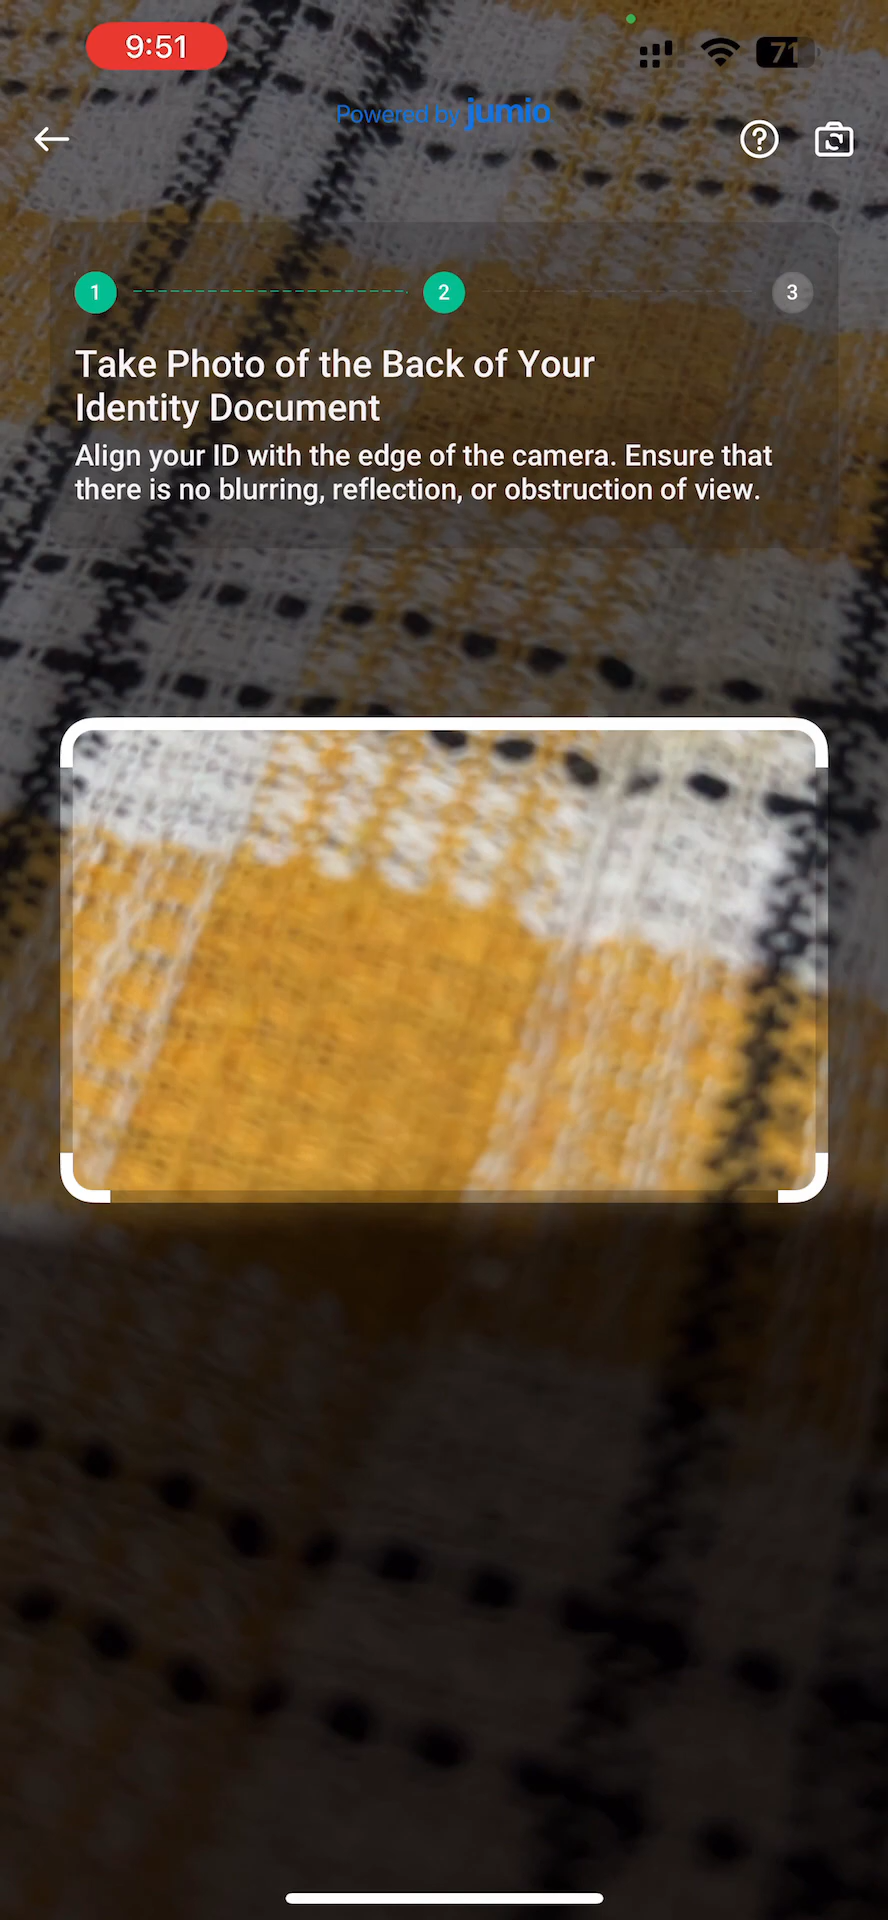 9:51
71
Powered by jumio
1 2 3
Take Photo of the Back of Your
Identity Document
Align your ID with the edge of the camera. Ensure that
there is no blurring, reflection, or obstruction of view.